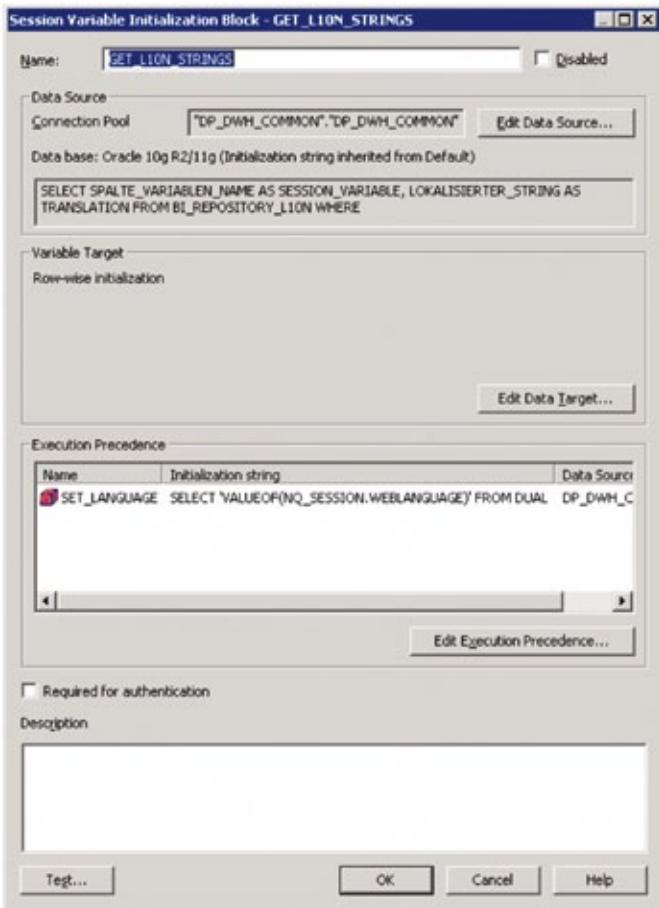 Session Variable Initialization Block - GET_L10N_STRINGS
Name: GET_L10N_STRINGS Disabled
Data Source
Connection Pool "DP_DWH_COMMON"."DP_DWH_COMMON" Edit Data Source...
Data base: Oracle 10g R2/11g (Initialization string inherited from Default)
SELECT SPALTE_VARIABLEN_NAME AS SESSION_VARIABLE, LOKALISIERTER_STRING AS
TRANSLATION FROM BI_REPOSITORY_L10N WHERE
Variable Target
Row-wise initialization
Edit Data Target...
Execution Precedence
Name Initialization string Data Source
SET_LANGUAGE SELECT 'VALUEOF(NQ_SESSION.WEBLANGUAGE)' FROM DUAL DP_DWH_C
Edit Execution Precedence...
Required for authentication
Description
Test... OK Cancel Help